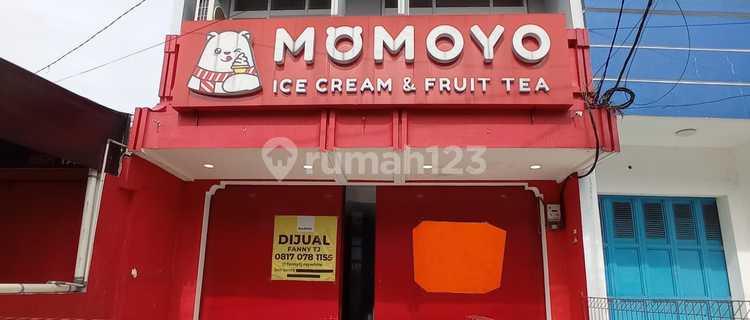 MOMOYO
ICE CREAM & FRUIT TEA
rumah123
DIJUAL
FANNY TJ
0817 078 1155